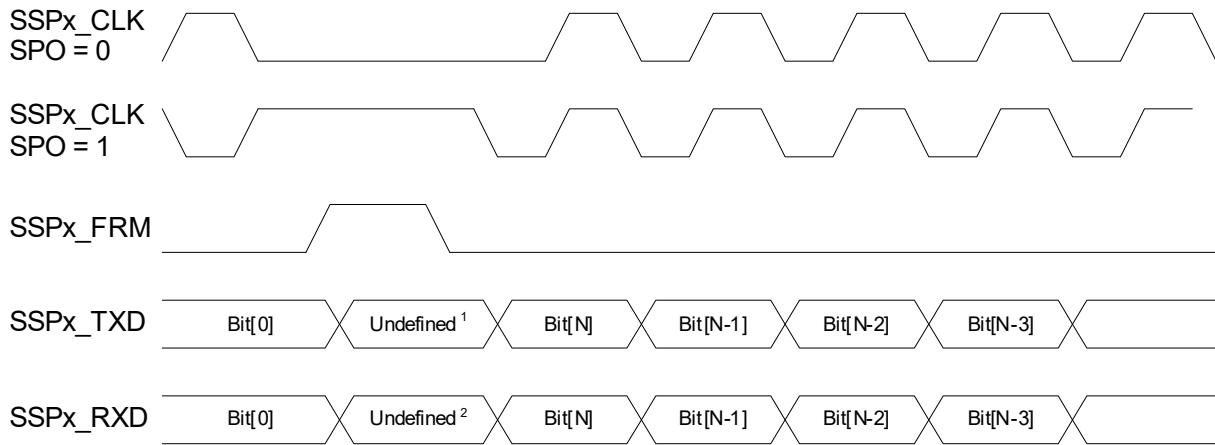 SSPx_CLK
SPO = 0
SSPx_CLK
SPO = 1
SSPx_FRM
SSPx_TXD Bit[0] Undefined ¹ Bit[N] Bit[N-1] Bit[N-2] Bit[N-3]
SSPx_RXD Bit[0] Undefined ² Bit[N] Bit[N-1] Bit[N-2] Bit[N-3]